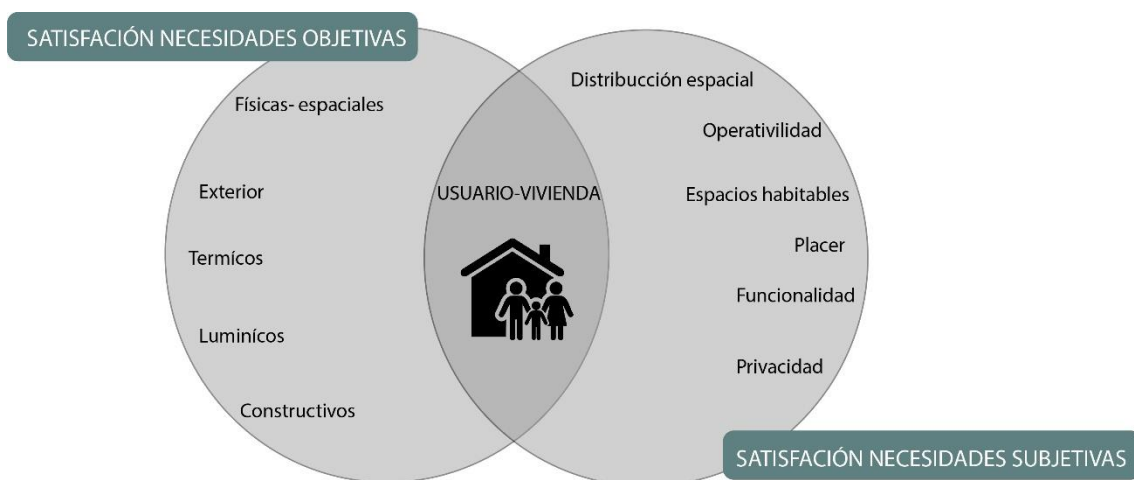 SATISFACIÓN NECESIDADES OBJETIVAS
Físicas- espaciales
Exterior
Termícos
Luminícos
Constructivos
USUARIO-VIVIENDA
Distribucción espacial
Operativilidad
Espacios habitables
Placer
Funcionalidad
Privacidad
SATISFACIÓN NECESIDADES SUBJETIVAS